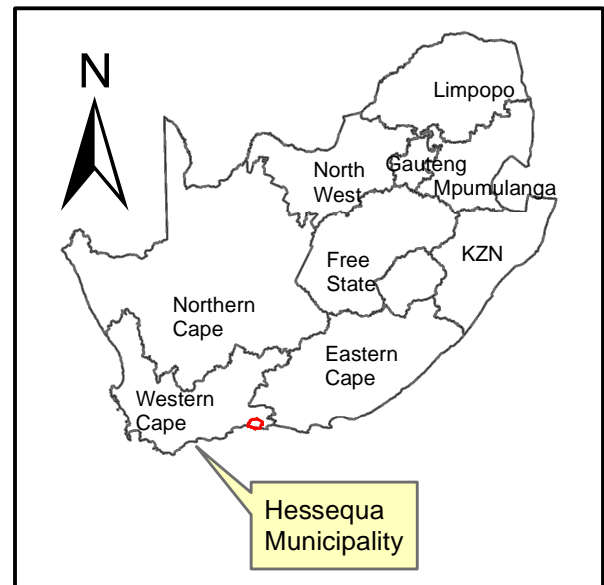 N
Limpopo
North
West
Gauteng
Mpumulanga
Free
State
KZN
Northern
Cape
Eastern
Cape
Western
Cape
Hessequa
Municipality